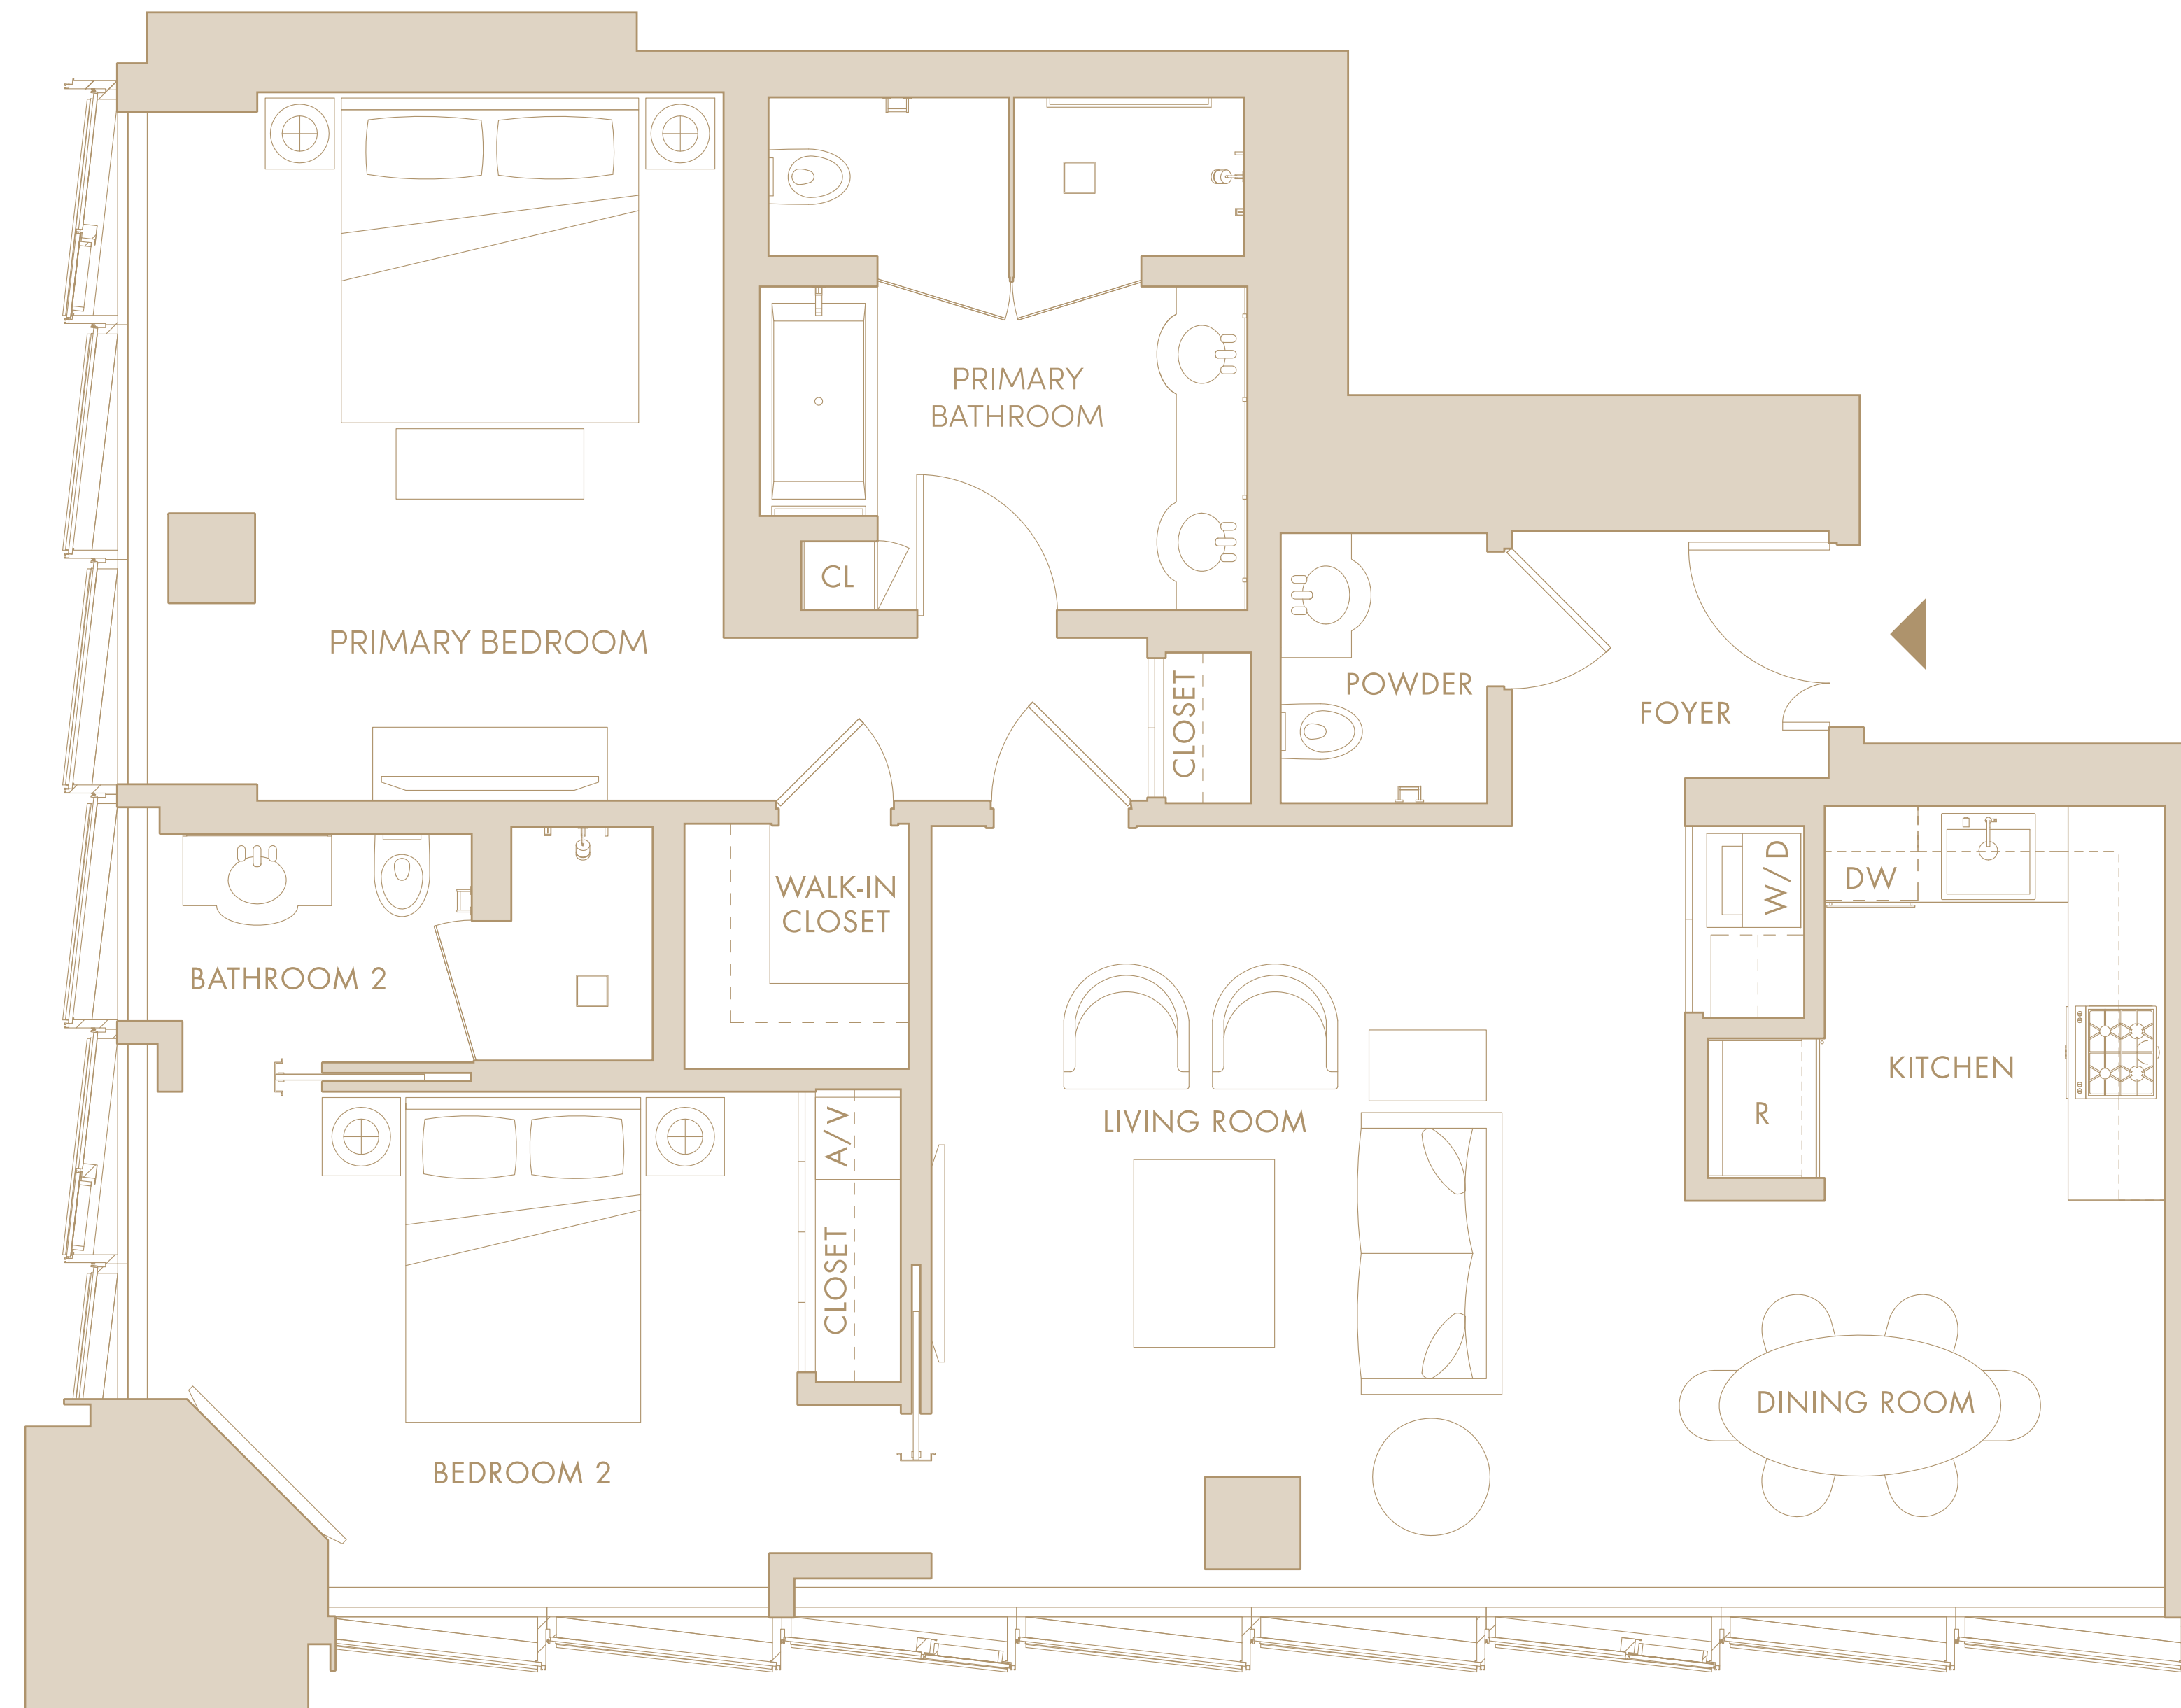 PRIMARY
BATHROOM
CL
PRIMARY BEDROOM
CLOSET
POWDER
FOYER
WALK-IN
CLOSET
W/D
DW
BATHROOM 2
KITCHEN
A/V
LIVING ROOM
R
CLOSET
DINING ROOM
BEDROOM 2